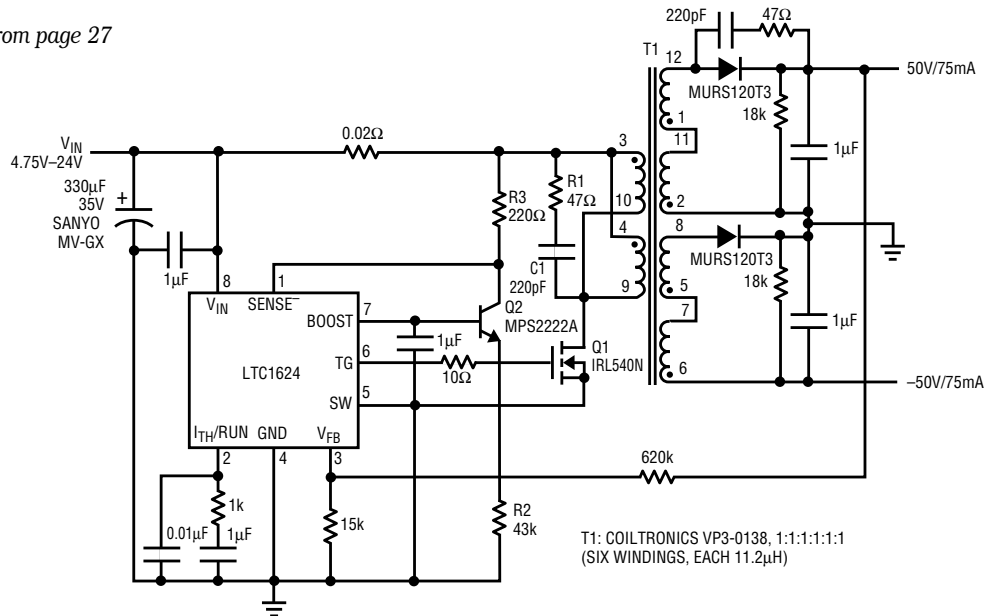 rom page 27
220pF
47Ω
T1
12
50V/75mA
MURS120T3
18k
1
11
1µF
2
VIN
4.75V–24V
0.02Ω
3
330µF
35V
SANYO
MV-GX
+
R3
220Ω
R1
47Ω
10
4
8
MURS120T3
18k
1µF
8
1
C1
220pF
9
5
7
1µF
VIN
SENSE–
BOOST
7
Q2
MPS2222A
6
–50V/75mA
LTC1624
TG
6
1µF
10Ω
Q1
IRL540N
SW
5
ITH/RUN
GND
VFB
2
4
3
620k
1k
0.01µF
1µF
15k
R2
43k
T1: COILTRONICS VP3-0138, 1:1:1:1:1:1
(SIX WINDINGS, EACH 11.2µH)